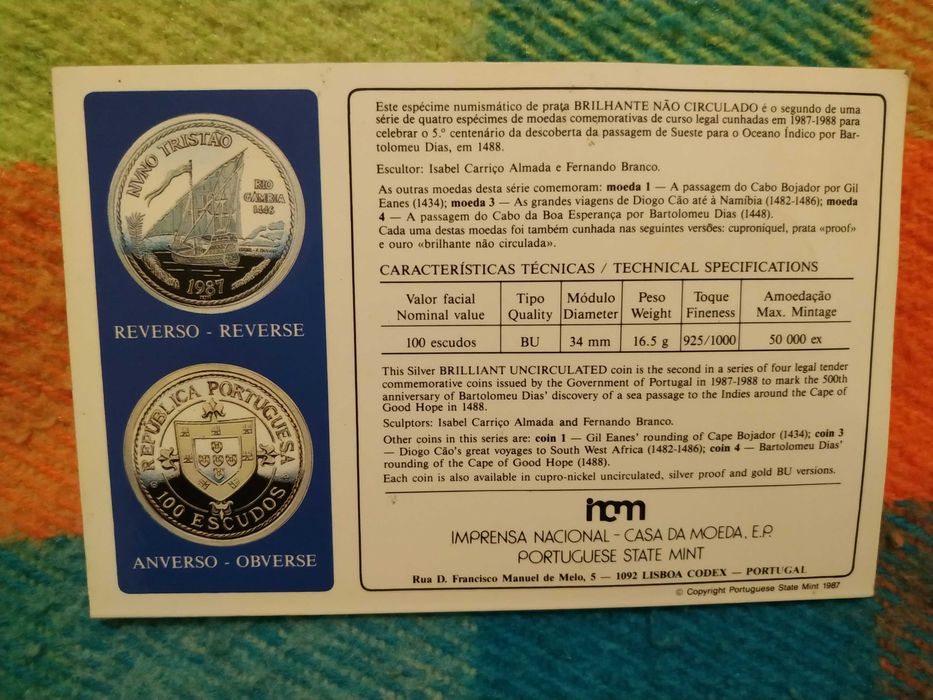 NVNO TRISTÃO
RIO
GÂMBIA
1446
1987
REVERSO - REVERSE
REPÚBLICA PORTUGUESA
100 ESCUDOS
ANVERSO - OBVERSE
Este espécime numismático de prata BRILHANTE NÃO CIRCULADO é o segundo de uma
série de quatro espécimes de moedas comemorativas de curso legal cunhadas em 1987-1988 para
celebrar o 5.º centenário da descoberta da passagem de Sueste para o Oceano Índico por Bar-
tolomeu Dias, em 1488.
Escultor: Isabel Carriço Almada e Fernando Branco.
As outras moedas desta série comemoram: moeda 1 — A passagem do Cabo Bojador por Gil
Eanes (1434); moeda 3 — As grandes viagens de Diogo Cão até à Namíbia (1482-1486); moeda
4 — A passagem do Cabo da Boa Esperança por Bartolomeu Dias (1448).
Cada uma destas moedas foi também cunhada nas seguintes versões: cuproníquel, prata «proof»
e ouro «brilhante não circulada».
CARACTERÍSTICAS TÉCNICAS / TECHNICAL SPECIFICATIONS
Valor facial Tipo Módulo Peso Toque Amoedação
Nominal value Quality Diameter Weight Fineness Max. Mintage
100 escudos BU 34 mm 16.5 g 925/1000 50 000 ex
This Silver BRILLIANT UNCIRCULATED coin is the second in a series of four legal tender
commemorative coins issued by the Government of Portugal in 1987-1988 to mark the 500th
anniversary of Bartolomeu Dias' discovery of a sea passage to the Indies around the Cape of
Good Hope in 1488.
Sculptors: Isabel Carriço Almada and Fernando Branco.
Other coins in this series are: coin 1 — Gil Eanes' rounding of Cape Bojador (1434); coin 3
— Diogo Cão's great voyages to South West Africa (1482-1486); coin 4 — Bartolomeu Dias'
rounding of the Cape of Good Hope (1488).
Each coin is also available in cupro-nickel uncirculated, silver proof and gold BU versions.
incm
IMPRENSA NACIONAL - CASA DA MOEDA, E.P.
PORTUGUESE STATE MINT
Rua D. Francisco Manuel de Melo, 5 — 1092 LISBOA CODEX — PORTUGAL
© Copyright Portuguese State Mint 1987